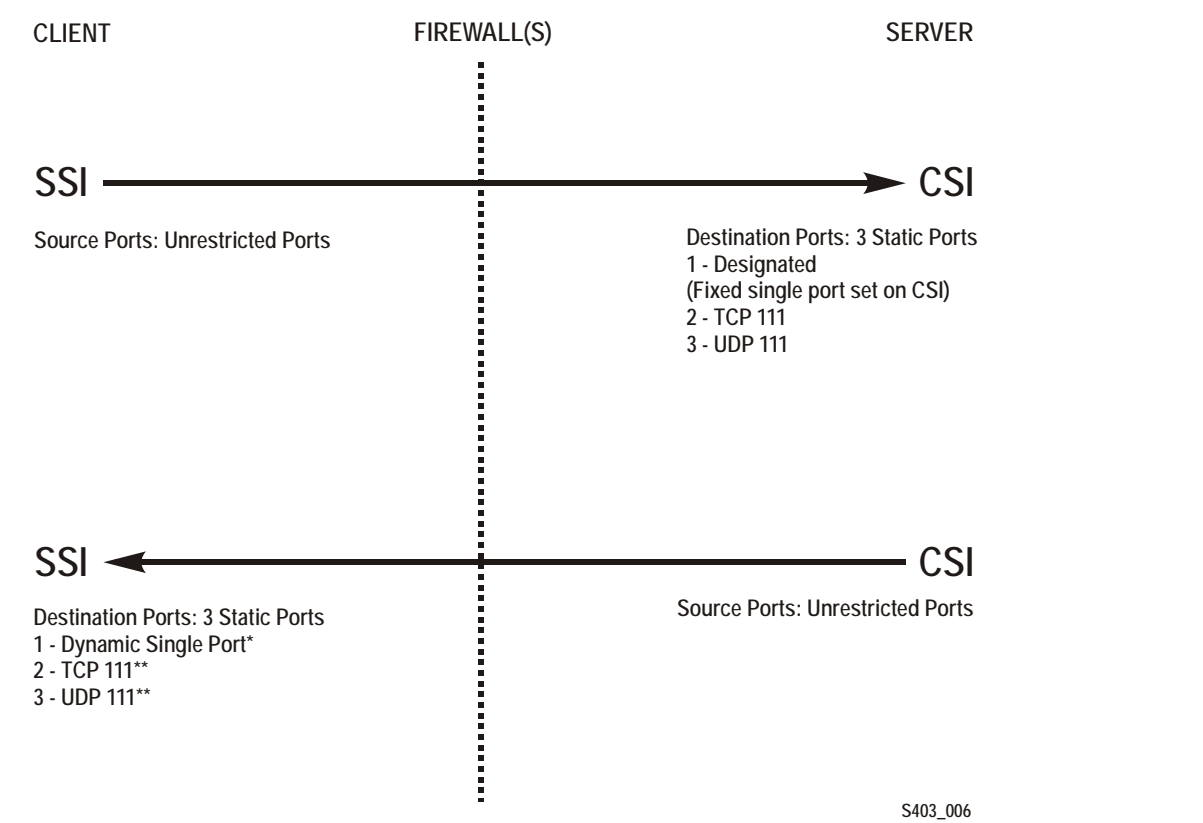 CLIENT
FIREWALL(S)
SERVER
SSI
CSI
Source Ports: Unrestricted Ports
Destination Ports: 3 Static Ports
1 - Designated
(Fixed single port set on CSI)
2 - TCP 111
3 - UDP 111
SSI
CSI
Destination Ports: 3 Static Ports
1 - Dynamic Single Port*
2 - TCP 111**
3 - UDP 111**
Source Ports: Unrestricted Ports
S403_006